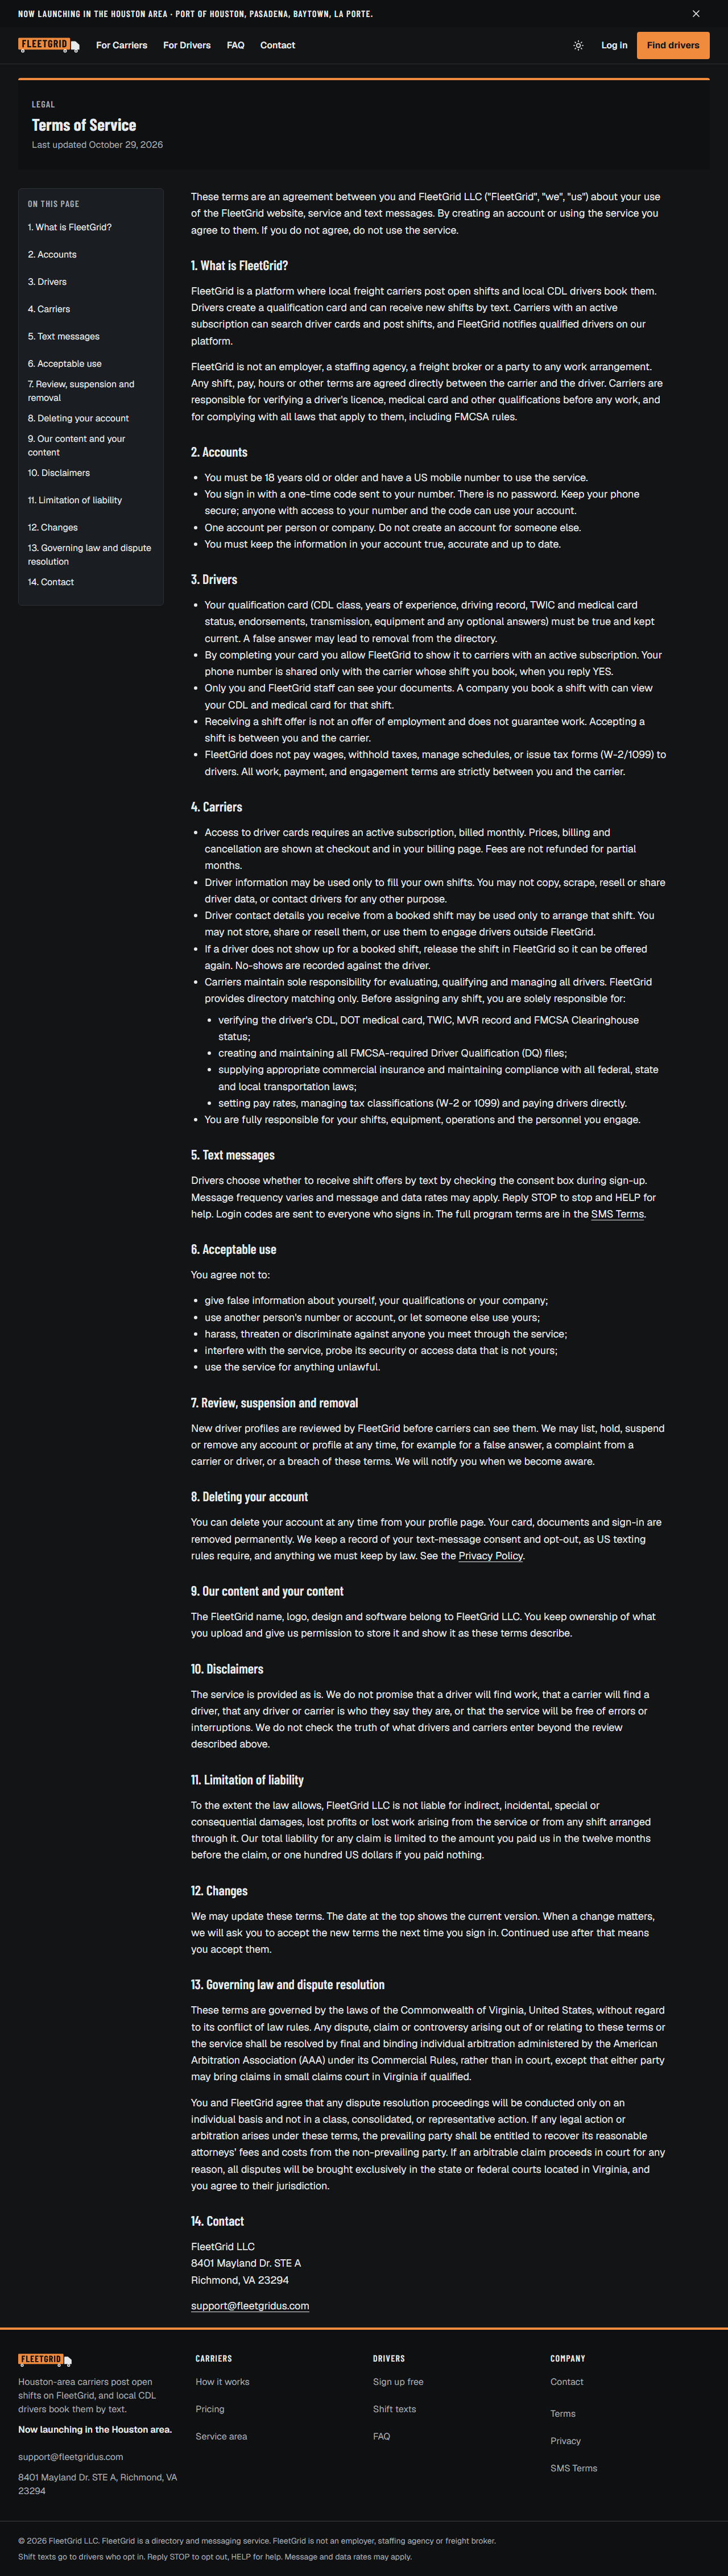 NOW LAUNCHING IN THE HOUSTON AREA · PORT OF HOUSTON, PASADENA, BAYTOWN, LA PORTE.
FLEETGRID
For Carriers
For Drivers
FAQ
Contact
Log in
Find drivers
LEGAL
Terms of Service
Last updated October 29, 2026
ON THIS PAGE
1. What is FleetGrid?
2. Accounts
3. Drivers
4. Carriers
5. Text messages
6. Acceptable use
7. Review, suspension and
removal
8. Deleting your account
9. Our content and your
content
10. Disclaimers
11. Limitation of liability
12. Changes
13. Governing law and dispute
resolution
14. Contact
These terms are an agreement between you and FleetGrid LLC ("FleetGrid", "we", "us") about your use
of the FleetGrid website, service and text messages. By creating an account or using the service you
agree to them. If you do not agree, do not use the service.
1. What is FleetGrid?
FleetGrid is a platform where local freight carriers post open shifts and local CDL drivers book them.
Drivers create a qualification card and can receive new shifts by text. Carriers with an active
subscription can search driver cards and post shifts, and FleetGrid notifies qualified drivers on our
platform.
FleetGrid is not an employer, a staffing agency, a freight broker or a party to any work arrangement.
Any shift, pay, hours or other terms are agreed directly between the carrier and the driver. Carriers are
responsible for verifying a driver's licence, medical card and other qualifications before any work, and
for complying with all laws that apply to them, including FMCSA rules.
2. Accounts
• You must be 18 years old or older and have a US mobile number to use the service.
• You sign in with a one-time code sent to your number. There is no password. Keep your phone
secure; anyone with access to your number and the code can use your account.
• One account per person or company. Do not create an account for someone else.
• You must keep the information in your account true, accurate and up to date.
3. Drivers
• Your qualification card (CDL class, years of experience, driving record, TWIC and medical card
status, endorsements, transmission, equipment and any optional answers) must be true and kept
current. A false answer may lead to removal from the directory.
• By completing your card you allow FleetGrid to show it to carriers with an active subscription. Your
phone number is shared only with the carrier whose shift you book, when you reply YES.
• Only you and FleetGrid staff can see your documents. A company you book a shift with can view
your CDL and medical card for that shift.
• Receiving a shift offer is not an offer of employment and does not guarantee work. Accepting a
shift is between you and the carrier.
• FleetGrid does not pay wages, withhold taxes, manage schedules, or issue tax forms (W-2/1099) to
drivers. All work, payment, and engagement terms are strictly between you and the carrier.
4. Carriers
• Access to driver cards requires an active subscription, billed monthly. Prices, billing and
cancellation are shown at checkout and in your billing page. Fees are not refunded for partial
months.
• Driver information may be used only to fill your own shifts. You may not copy, scrape, resell or share
driver data, or contact drivers for any other purpose.
• Driver contact details you receive from a booked shift may be used only to arrange that shift. You
may not store, share or resell them, or use them to engage drivers outside FleetGrid.
• If a driver does not show up for a booked shift, release the shift in FleetGrid so it can be offered
again. No-shows are recorded against the driver.
• Carriers maintain sole responsibility for evaluating, qualifying and managing all drivers. FleetGrid
provides directory matching only. Before assigning any shift, you are solely responsible for:
• verifying the driver's CDL, DOT medical card, TWIC, MVR record and FMCSA Clearinghouse
status;
• creating and maintaining all FMCSA-required Driver Qualification (DQ) files;
• supplying appropriate commercial insurance and maintaining compliance with all federal, state
and local transportation laws;
• setting pay rates, managing tax classifications (W-2 or 1099) and paying drivers directly.
• You are fully responsible for your shifts, equipment, operations and the personnel you engage.
5. Text messages
Drivers choose whether to receive shift offers by text by checking the consent box during sign-up.
Message frequency varies and message and data rates may apply. Reply STOP to stop and HELP for
help. Login codes are sent to everyone who signs in. The full program terms are in the SMS Terms.
6. Acceptable use
You agree not to:
• give false information about yourself, your qualifications or your company;
• use another person's number or account, or let someone else use yours;
• harass, threaten or discriminate against anyone you meet through the service;
• interfere with the service, probe its security or access data that is not yours;
• use the service for anything unlawful.
7. Review, suspension and removal
New driver profiles are reviewed by FleetGrid before carriers can see them. We may list, hold, suspend
or remove any account or profile at any time, for example for a false answer, a complaint from a
carrier or driver, or a breach of these terms. We will notify you when we become aware.
8. Deleting your account
You can delete your account at any time from your profile page. Your card, documents and sign-in are
removed permanently. We keep a record of your text-message consent and opt-out, as US texting
rules require, and anything we must keep by law. See the Privacy Policy.
9. Our content and your content
The FleetGrid name, logo, design and software belong to FleetGrid LLC. You keep ownership of what
you upload and give us permission to store it and show it as these terms describe.
10. Disclaimers
The service is provided as is. We do not promise that a driver will find work, that a carrier will find a
driver, that any driver or carrier is who they say they are, or that the service will be free of errors or
interruptions. We do not check the truth of what drivers and carriers enter beyond the review
described above.
11. Limitation of liability
To the extent the law allows, FleetGrid LLC is not liable for indirect, incidental, special or
consequential damages, lost profits or lost work arising from the service or from any shift arranged
through it. Our total liability for any claim is limited to the amount you paid us in the twelve months
before the claim, or one hundred US dollars if you paid nothing.
12. Changes
We may update these terms. The date at the top shows the current version. When a change matters,
we will ask you to accept the new terms the next time you sign in. Continued use after that means
you accept them.
13. Governing law and dispute resolution
These terms are governed by the laws of the Commonwealth of Virginia, United States, without regard
to its conflict of law rules. Any dispute, claim or controversy arising out of or relating to these terms or
the service shall be resolved by final and binding individual arbitration administered by the American
Arbitration Association (AAA) under its Commercial Rules, rather than in court, except that either party
may bring claims in small claims court in Virginia if qualified.
You and FleetGrid agree that any dispute resolution proceedings will be conducted only on an
individual basis and not in a class, consolidated, or representative action. If any legal action or
arbitration arises under these terms, the prevailing party shall be entitled to recover its reasonable
attorneys' fees and costs from the non-prevailing party. If an arbitrable claim proceeds in court for any
reason, all disputes will be brought exclusively in the state or federal courts located in Virginia, and
you agree to their jurisdiction.
14. Contact
FleetGrid LLC
8401 Mayland Dr. STE A
Richmond, VA 23294
support@fleetgridus.com
FLEETGRID
Houston-area carriers post open
shifts on FleetGrid, and local CDL
drivers book them by text.
Now launching in the Houston area.
support@fleetgridus.com
8401 Mayland Dr. STE A, Richmond, VA
23294
CARRIERS
How it works
Pricing
Service area
DRIVERS
Sign up free
Shift texts
FAQ
COMPANY
Contact
Terms
Privacy
SMS Terms
© 2026 FleetGrid LLC. FleetGrid is a directory and messaging service. FleetGrid is not an employer, staffing agency or freight broker.
Shift texts go to drivers who opt in. Reply STOP to opt out, HELP for help. Message and data rates may apply.